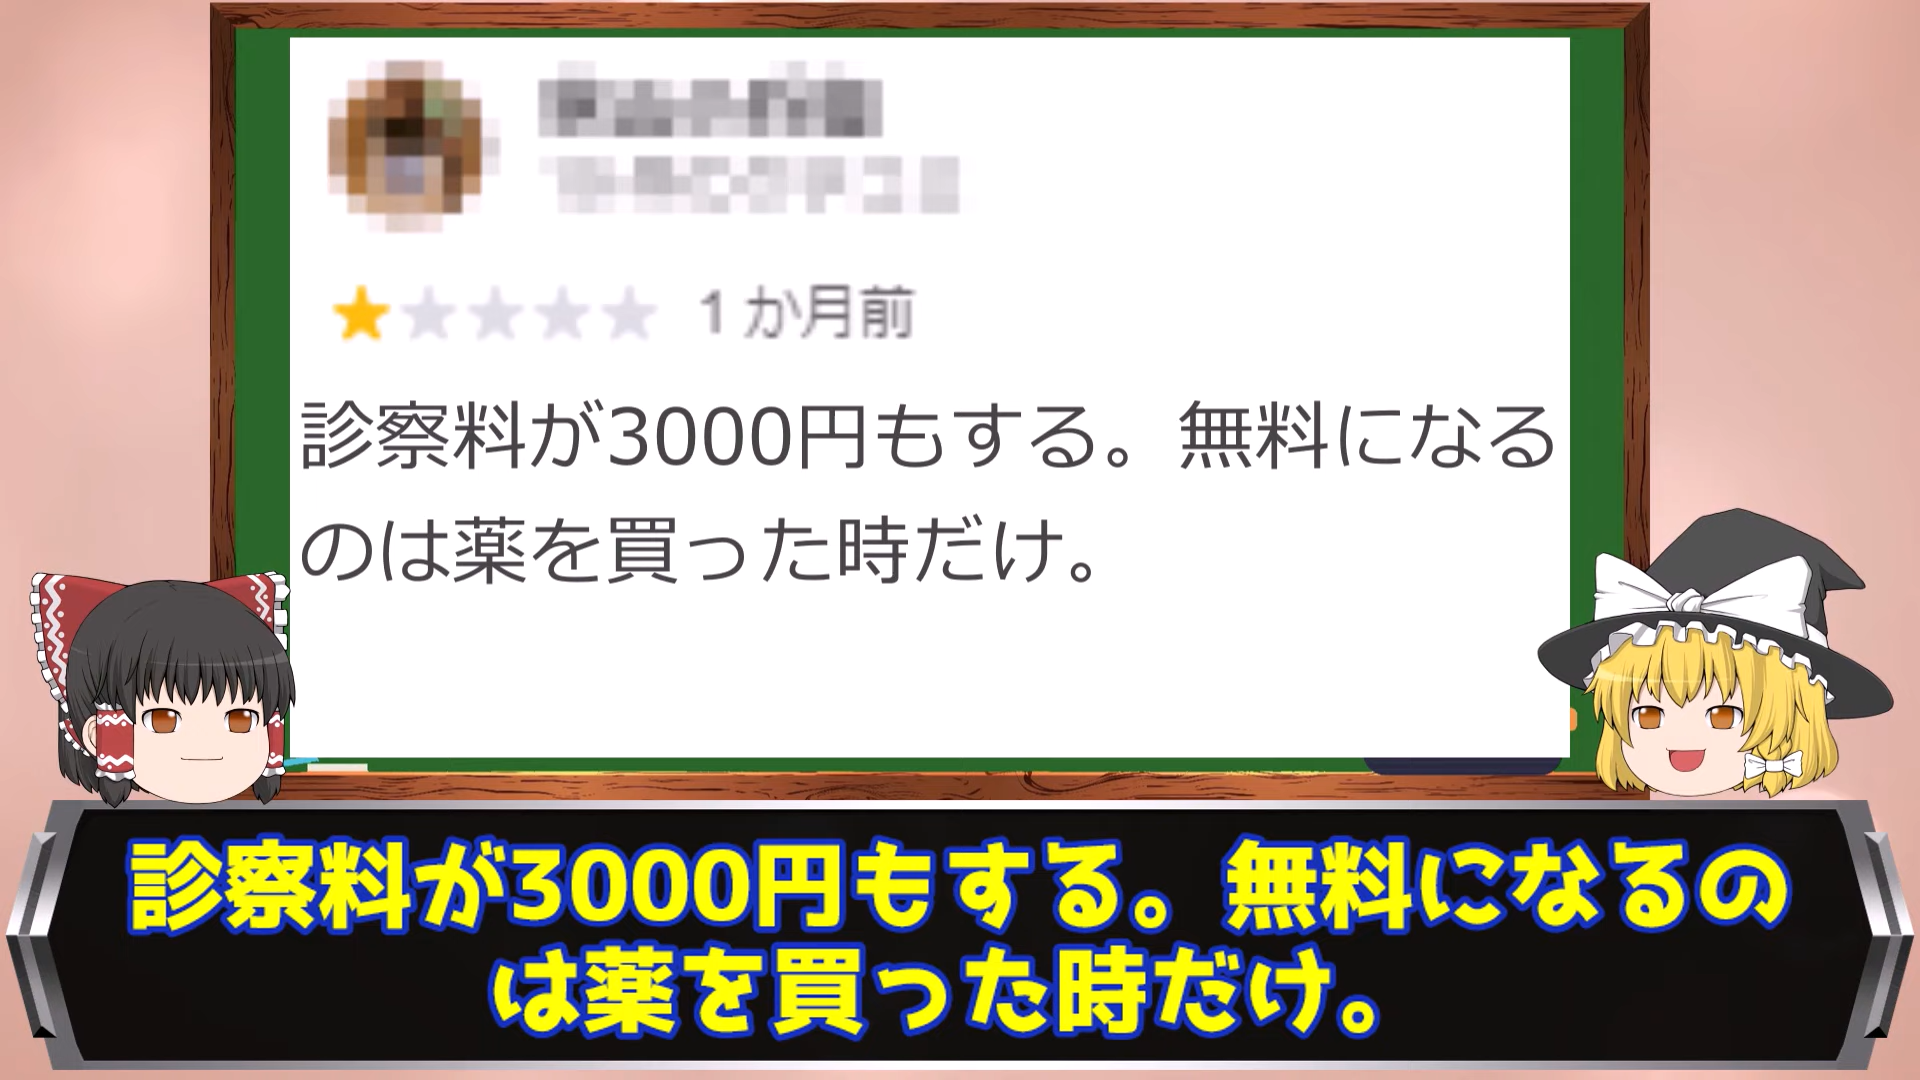 1 か月前
診察料が3000円もする。無料になる
のは薬を買った時だけ。
診察料が3000円もする。無料になるの
は薬を買った時だけ。